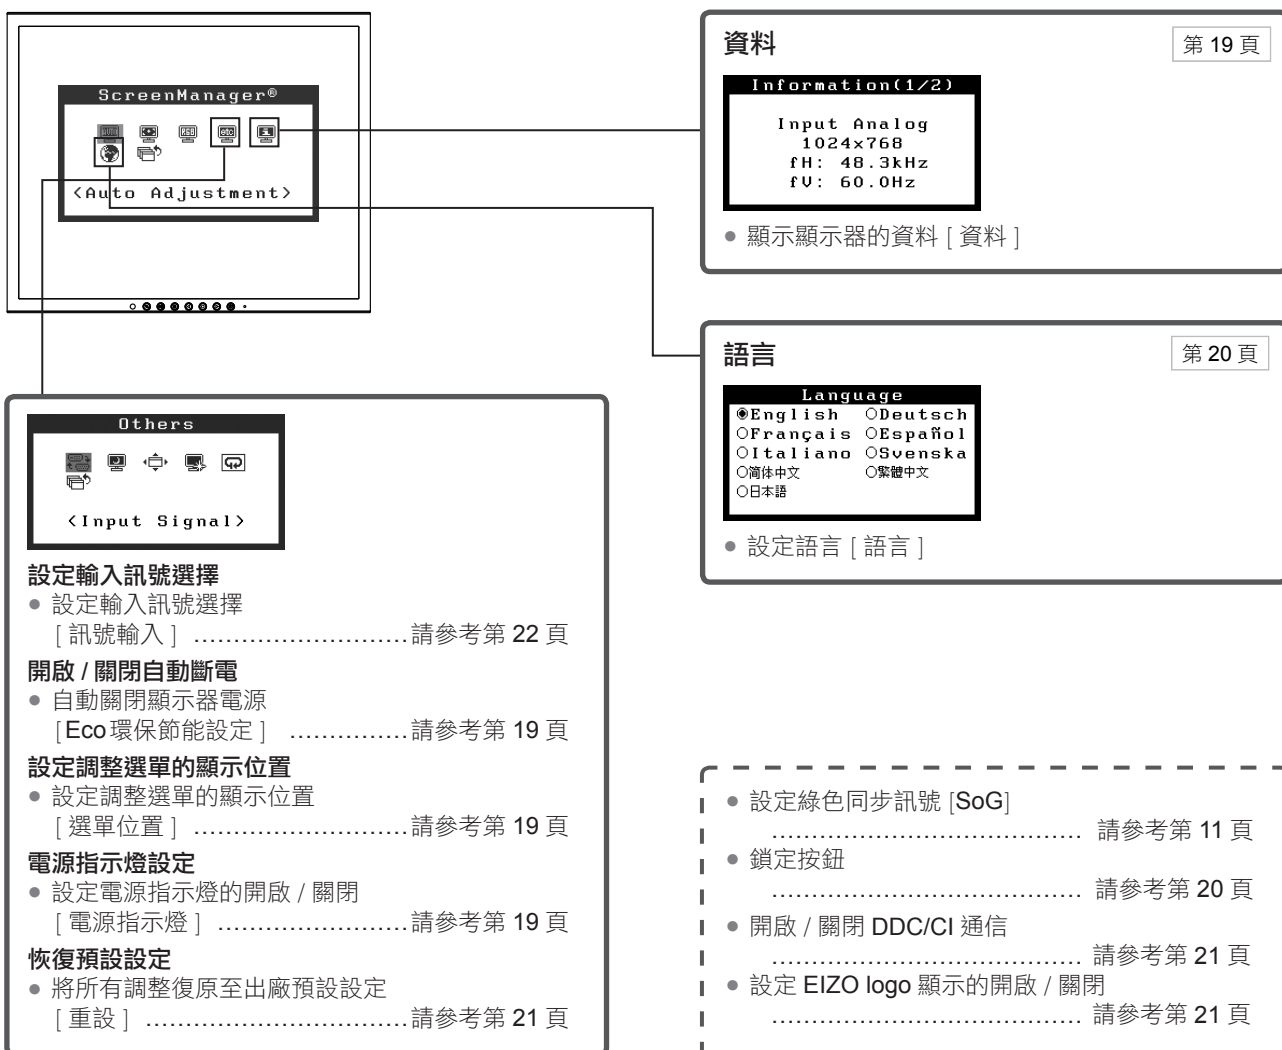 ScreenManager®
<Auto Adjustment>
Others
<Input Signal>
設定輸入訊號選擇
● 設定輸入訊號選擇
[ 訊號輸入 ] ...........................請參考第 22 頁
開啟 / 關閉自動斷電
● 自動關閉顯示器電源
[ Eco 環保節能設定 ] ...............請參考第 19 頁
設定調整選單的顯示位置
● 設定調整選單的顯示位置
[ 選單位置 ] ...........................請參考第 19 頁
電源指示燈設定
● 設定電源指示燈的開啟 / 關閉
[ 電源指示燈 ] ........................請參考第 19 頁
恢復預設設定
● 將所有調整復原至出廠預設設定
[ 重設 ] .................................請參考第 21 頁
資料
第 19 頁
Information(1/2)
Input Analog
1024x768
fH: 48.3kHz
fV: 60.0Hz
● 顯示顯示器的資料 [ 資料 ]
語言
第 20 頁
Language
◉English ○Deutsch
○Français ○Español
○Italiano ○Svenska
○简体中文 ○繁體中文
○日本語
● 設定語言 [ 語言 ]
● 設定綠色同步訊號 [SoG]
....................................... 請參考第 11 頁
● 鎖定按鈕
....................................... 請參考第 20 頁
● 開啟 / 關閉 DDC/CI 通信
....................................... 請參考第 21 頁
● 設定 EIZO logo 顯示的開啟 / 關閉
....................................... 請參考第 21 頁